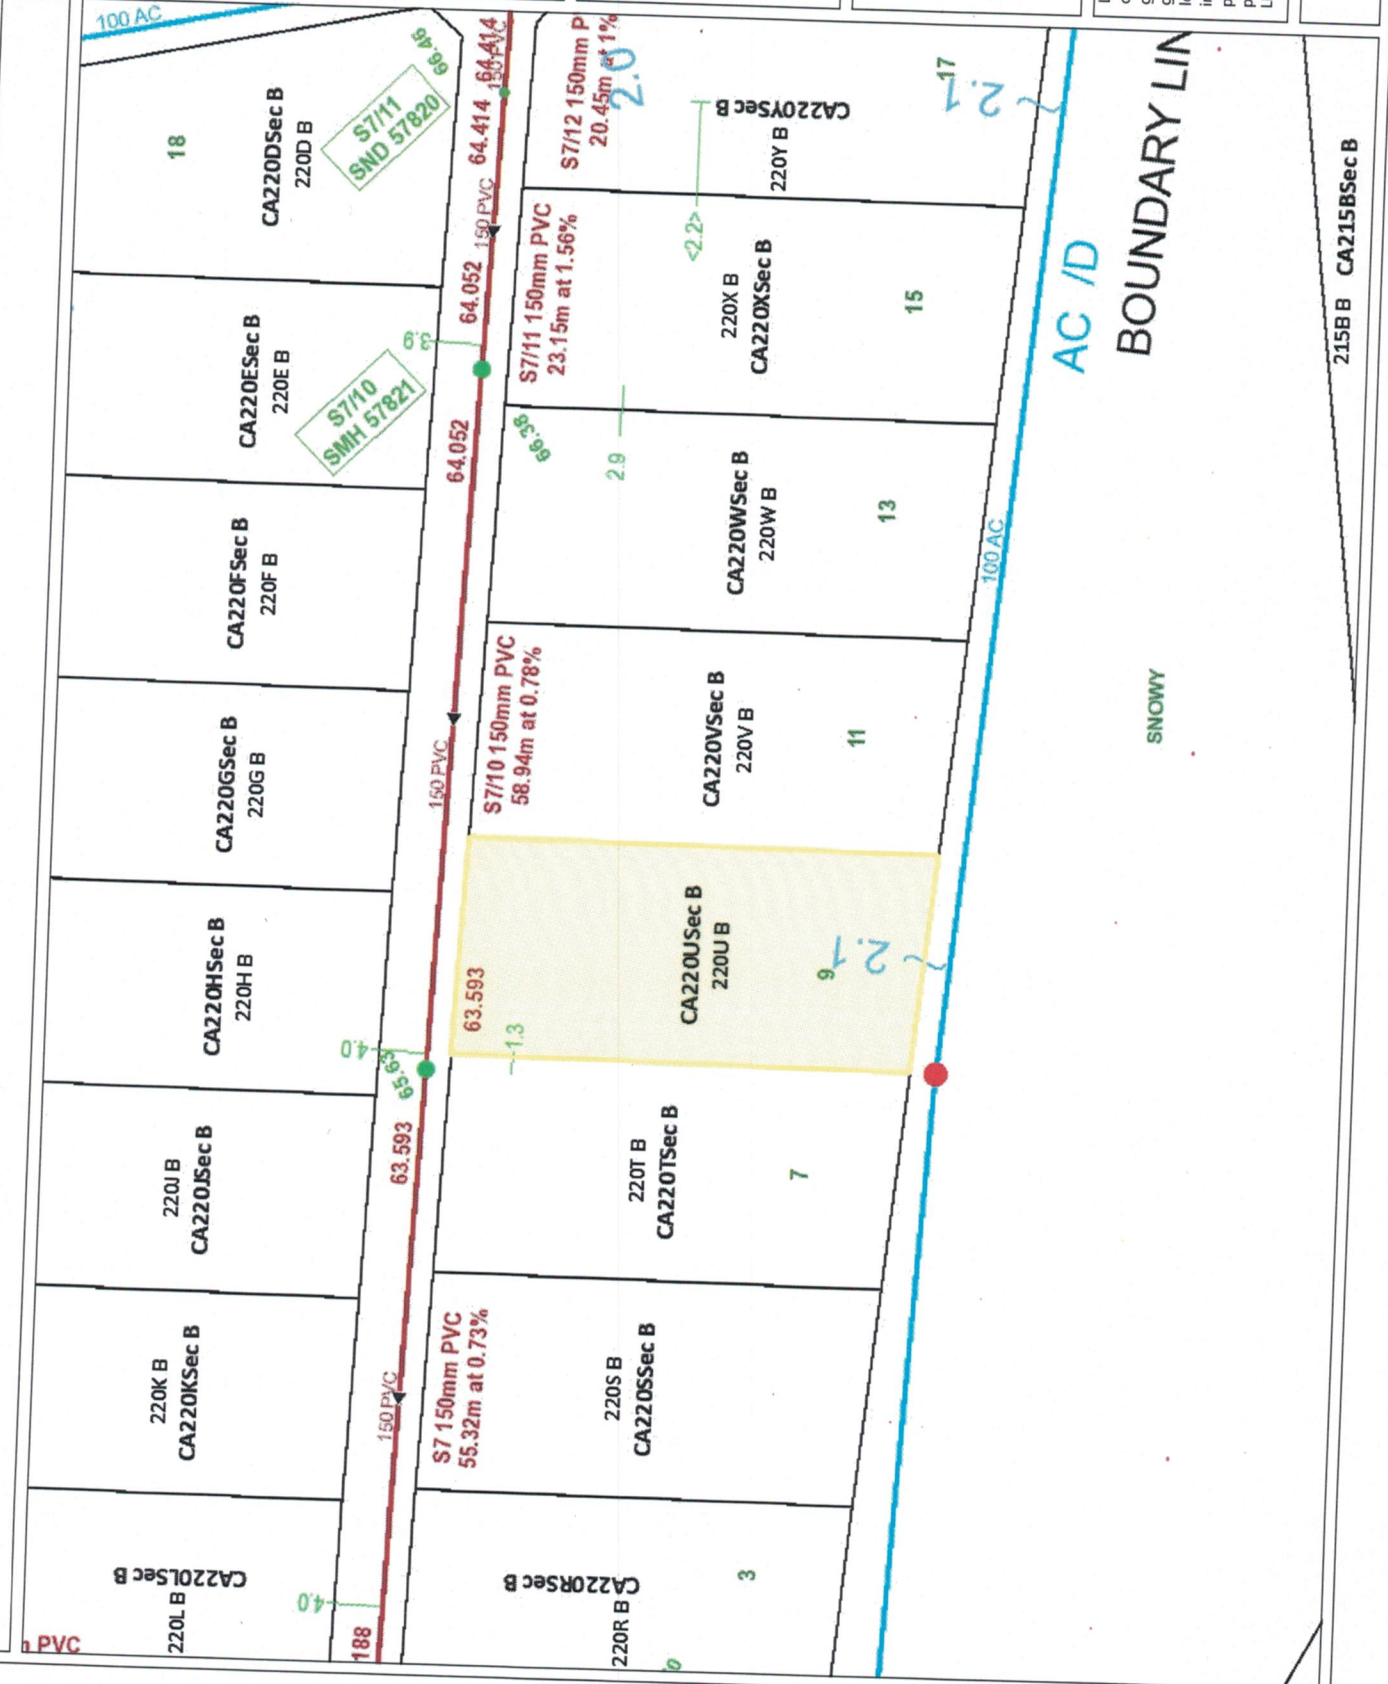 100 AC
18
CA220DSec B
220D B
S7/11
SND 57820
66.46
64.414
64.414
150 PVC
150 PVC
S7/12 150mm P
20.45m at 1%
2.0
CA220YSec B
220Y B
17
2.1
BOUNDARY LIN
AC /D
CA215BSec B
215B B
CA220ESec B
220E B
S7/10
SMH 57821
3.9
64.052
64.052
S7/11 150mm PVC
23.15m at 1.56%
<2.2>
220X B
CA220XSec B
15
CA220FSec B
220F B
66.36
2.9
CA220WSec B
220W B
13
100 AC
CA220GSec B
220G B
150 PVC
S7/10 150mm PVC
58.94m at 0.78%
CA220VSec B
220V B
11
SNOWY
CA220HSec B
220H B
4.0
65.63
63.593
1.3
CA220USec B
220U B
9
2.1
220J B
CA220JSec B
63.593
220T B
CA220TSec B
7
220K B
CA220KSec B
150 PVC
S7 150mm PVC
55.32m at 0.73%
220S B
CA220SSec B
CA220LSec B
220L B
4.0
188
PVC
CA220RSec B
220R B
3